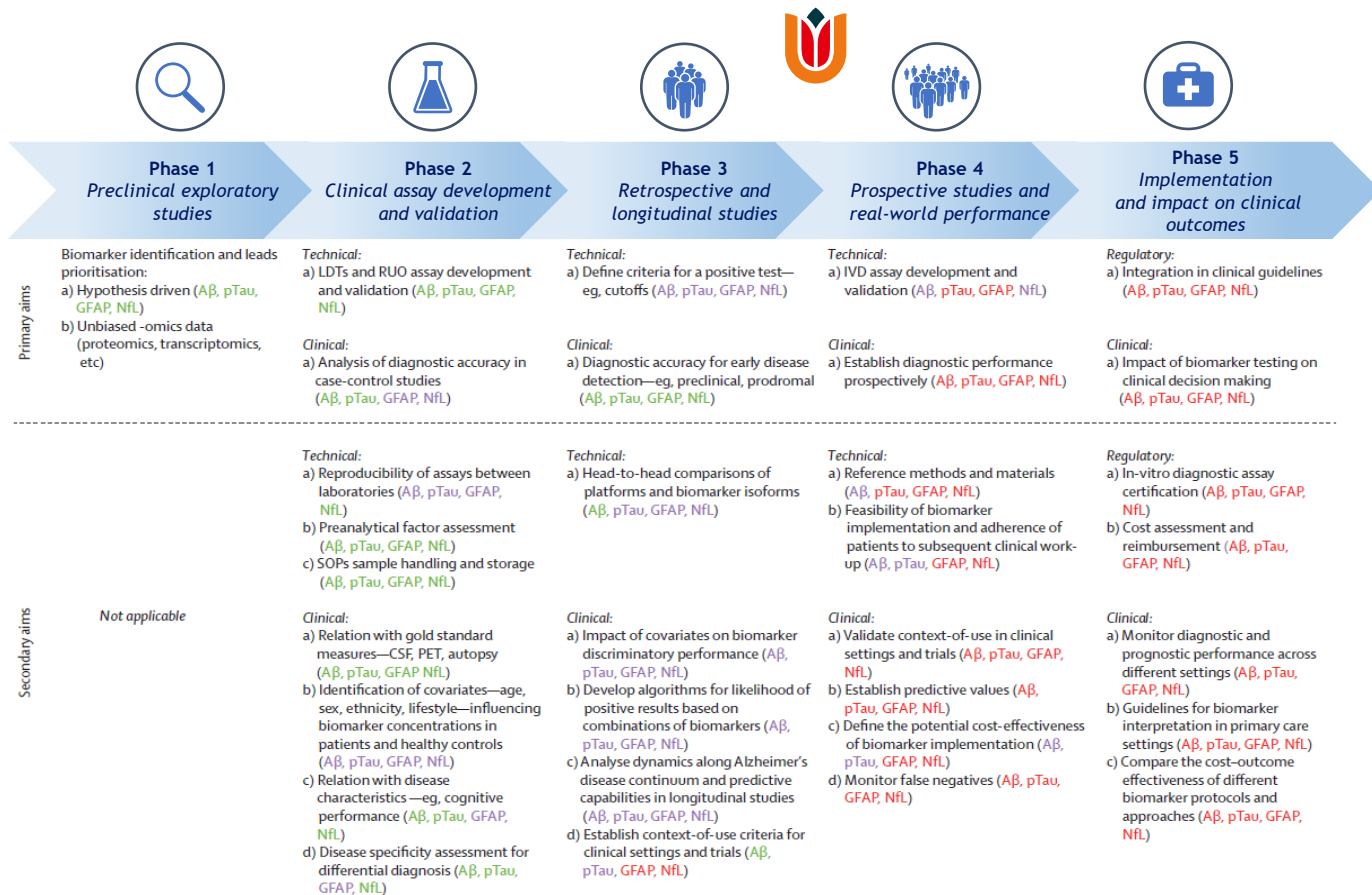 Phase 1
Preclinical exploratory
studies
Phase 2
Clinical assay development
and validation
Phase 3
Retrospective and
longitudinal studies
Phase 4
Prospective studies and
real-world performance
Phase 5
Implementation
and impact on clinical
outcomes
Primary aims
Biomarker identification and leads
prioritisation:
a) Hypothesis driven (Aβ, pTau,
GFAP, NfL)
b) Unbiased -omics data
(proteomics, transcriptomics,
etc)
Technical:
a) LDTs and RUO assay development
and validation (Aβ, pTau, GFAP,
NfL)
Clinical:
a) Analysis of diagnostic accuracy in
case-control studies
(Aβ, pTau, GFAP, NfL)
Technical:
a) Define criteria for a positive test—
eg, cutoffs (Aβ, pTau, GFAP, NfL)
Clinical:
a) Diagnostic accuracy for early disease
detection—eg, preclinical, prodromal
(Aβ, pTau, GFAP, NfL)
Technical:
a) IVD assay development and
validation (Aβ, pTau, GFAP, NfL)
Clinical:
a) Establish diagnostic performance
prospectively (Aβ, pTau, GFAP, NfL)
Regulatory:
a) Integration in clinical guidelines
(Aβ, pTau, GFAP, NfL)
Clinical:
a) Impact of biomarker testing on
clinical decision making
(Aβ, pTau, GFAP, NfL)
Secondary aims
Not applicable
Technical:
a) Reproducibility of assays between
laboratories (Aβ, pTau, GFAP,
NfL)
b) Preanalytical factor assessment
(Aβ, pTau, GFAP, NfL)
c) SOPs sample handling and storage
(Aβ, pTau, GFAP, NfL)
Clinical:
a) Relation with gold standard
measures—CSF, PET, autopsy
(Aβ, pTau, GFAP NfL)
b) Identification of covariates—age,
sex, ethnicity, lifestyle—influencing
biomarker concentrations in
patients and healthy controls
(Aβ, pTau, GFAP, NfL)
c) Relation with disease
characteristics—eg, cognitive
performance (Aβ, pTau, GFAP,
NfL)
d) Disease specificity assessment for
differential diagnosis (Aβ, pTau,
GFAP, NfL)
Technical:
a) Head-to-head comparisons of
platforms and biomarker isoforms
(Aβ, pTau, GFAP, NfL)
Clinical:
a) Impact of covariates on biomarker
discriminatory performance (Aβ,
pTau, GFAP, NfL)
b) Develop algorithms for likelihood of
positive results based on
combinations of biomarkers (Aβ,
pTau, GFAP, NfL)
c) Analyse dynamics along Alzheimer's
disease continuum and predictive
capabilities in longitudinal studies
(Aβ, pTau, GFAP, NfL)
d) Establish context-of-use criteria for
clinical settings and trials (Aβ,
pTau, GFAP, NfL)
Technical:
a) Reference methods and materials
(Aβ, pTau, GFAP, NfL)
b) Feasibility of biomarker
implementation and adherence of
patients to subsequent clinical work-
up (Aβ, pTau, GFAP, NfL)
Clinical:
a) Validate context-of-use in clinical
settings and trials (Aβ, pTau, GFAP,
NfL)
b) Establish predictive values (Aβ,
pTau, GFAP, NfL)
c) Define the potential cost-effectiveness
of biomarker implementation (Aβ,
pTau, GFAP, NfL)
d) Monitor false negatives (Aβ, pTau,
GFAP, NfL)
Regulatory:
a) In-vitro diagnostic assay
certification (Aβ, pTau, GFAP,
NfL)
b) Cost assessment and
reimbursement (Aβ, pTau,
GFAP, NfL)
Clinical:
a) Monitor diagnostic and
prognostic performance across
different settings (Aβ, pTau,
GFAP, NfL)
b) Guidelines for biomarker
interpretation in primary care
settings (Aβ, pTau, GFAP, NfL)
c) Compare the cost–outcome
effectiveness of different
biomarker protocols and
approaches (Aβ, pTau, GFAP,
NfL)